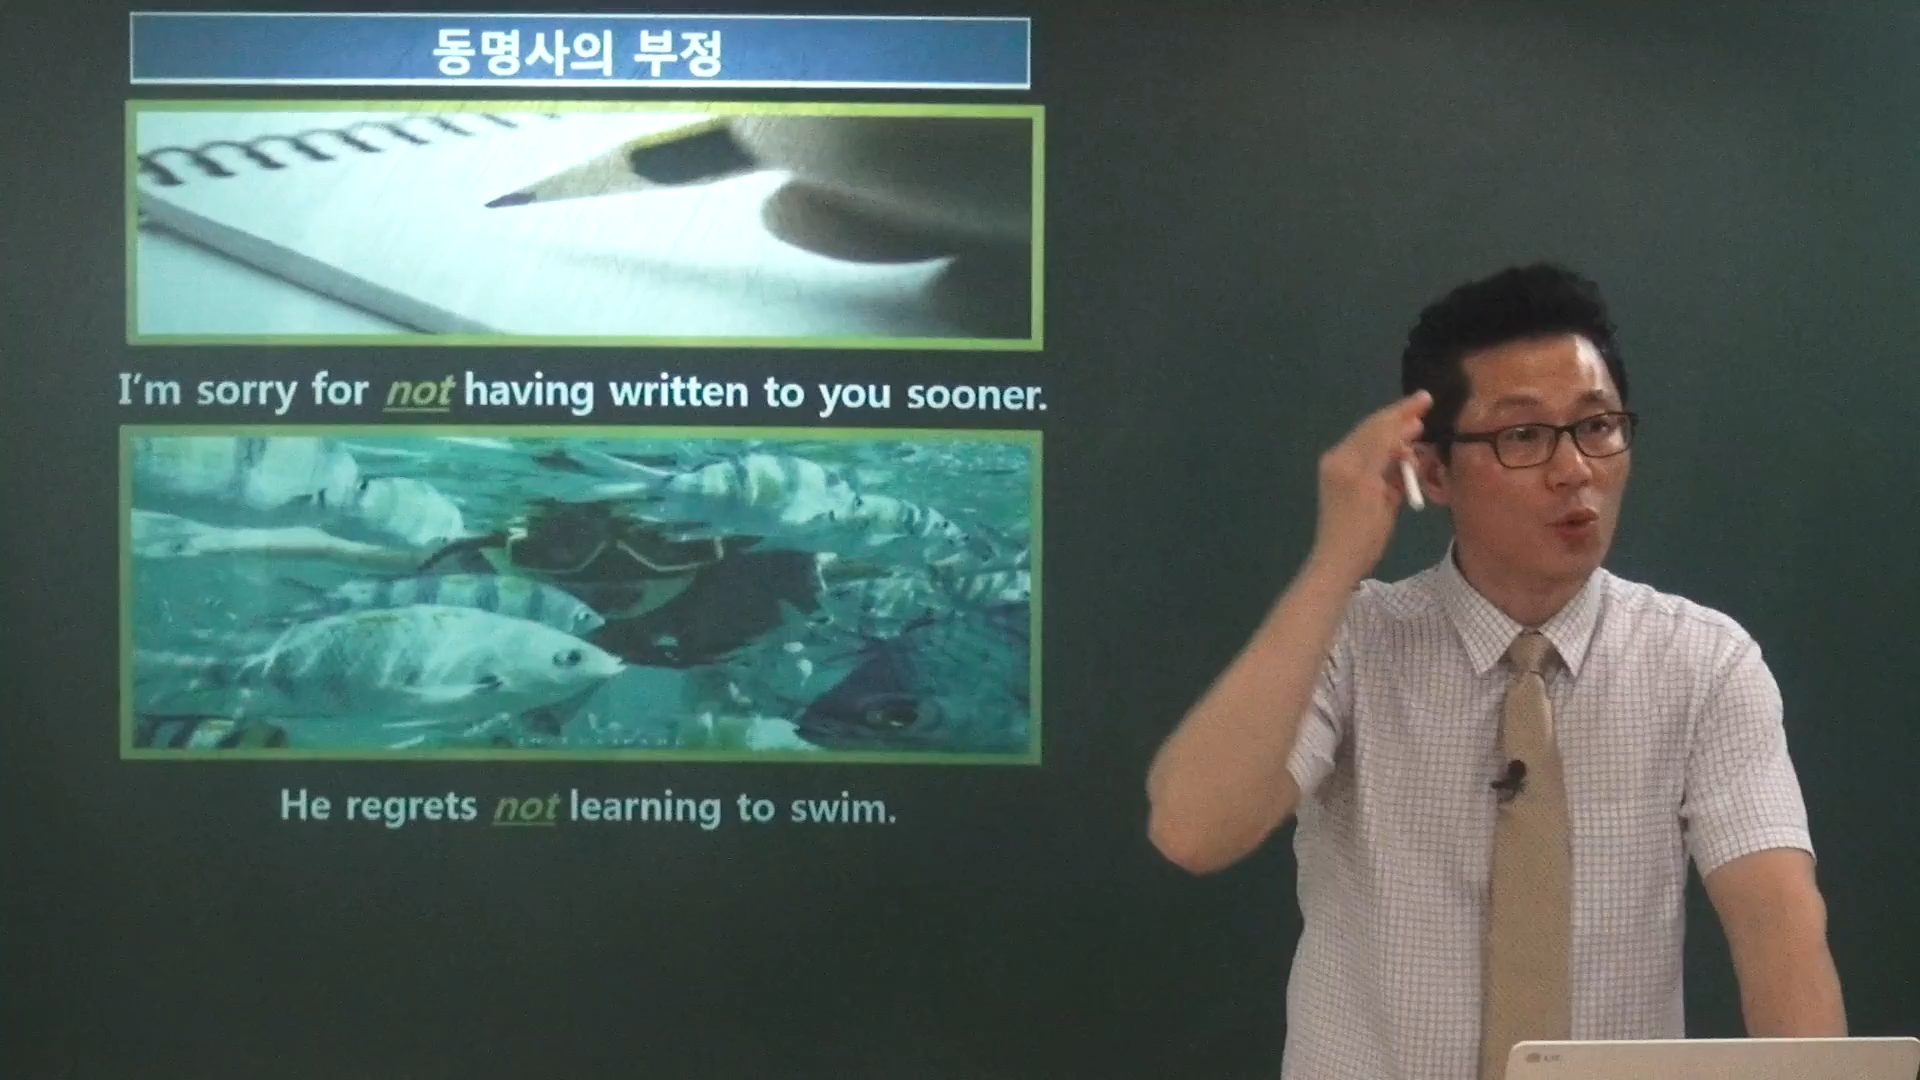 동명사의 부정
I'm sorry for not having written to you sooner.
He regrets not learning to swim.
LG